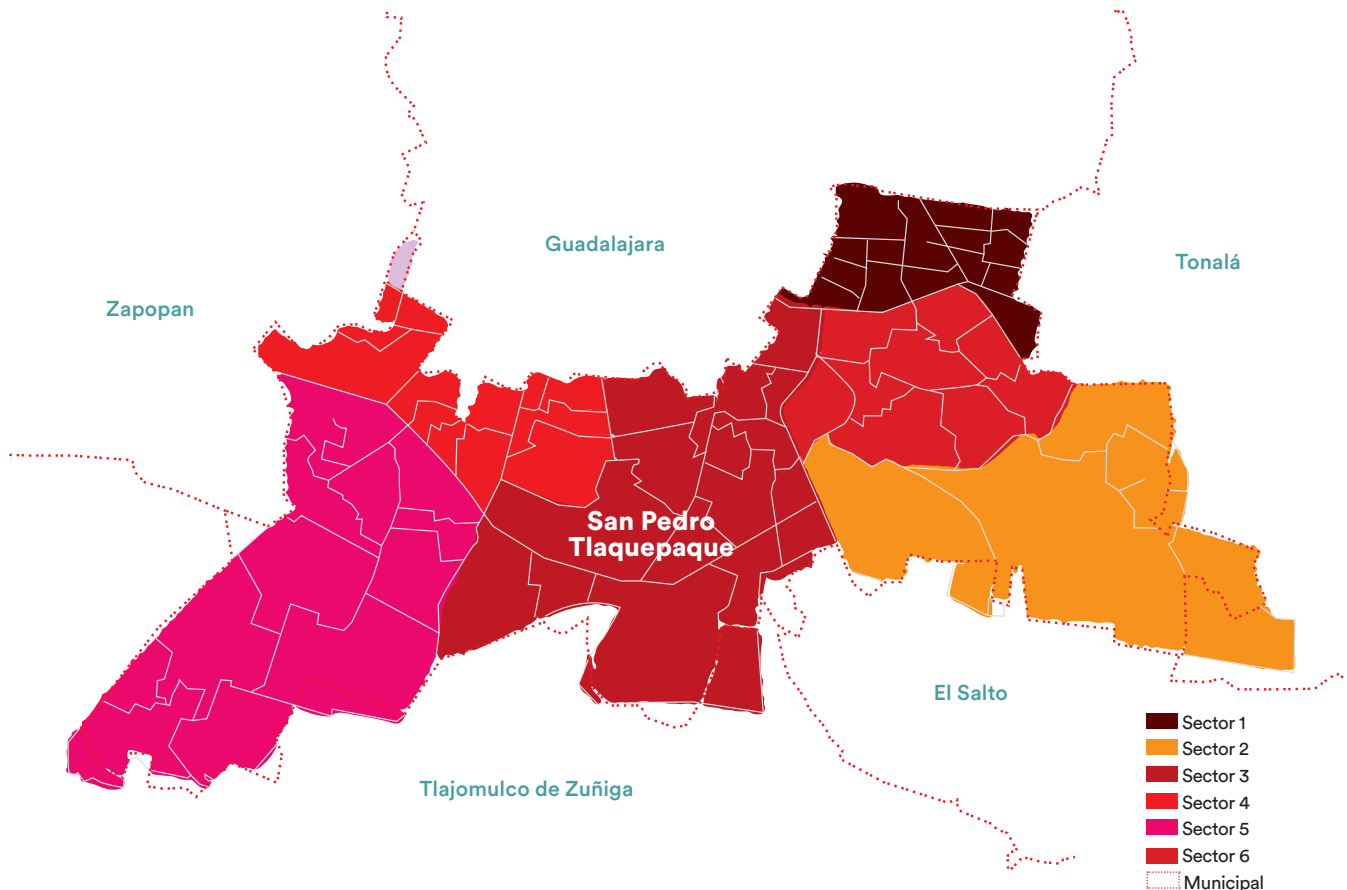 Guadalajara
Tonalá
Zapopan
San Pedro
Tlaquepaque
El Salto
Tlajomulco de Zuñiga
Sector 1
Sector 2
Sector 3
Sector 4
Sector 5
Sector 6
Municipal